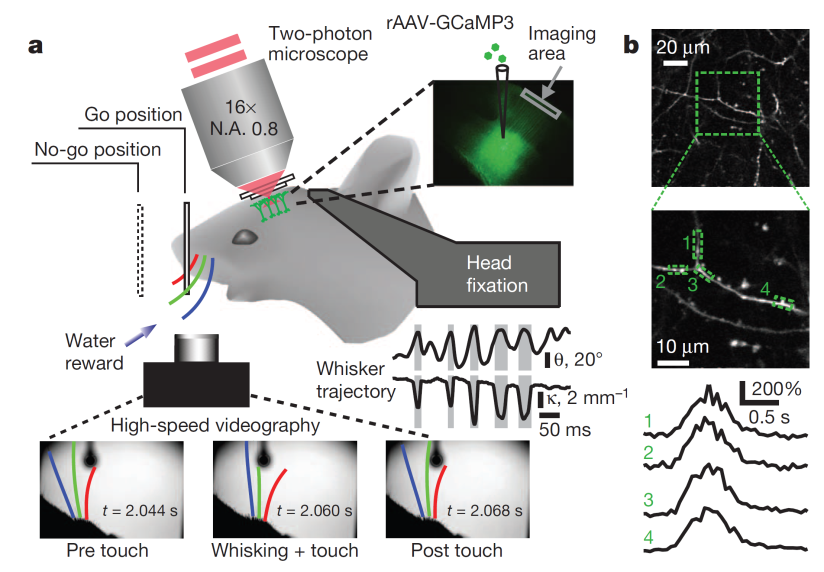 a
Two-photon
microscope
rAAV-GCaMP3
Imaging
area
16×
N.A. 0.8
Go position
No-go position
Head
fixation
Water
reward
Whisker
trajectory
θ, 20°
κ, 2 mm⁻¹
50 ms
High-speed videography
t = 2.044 s
t = 2.060 s
t = 2.068 s
Pre touch
Whisking + touch
Post touch
b
20 μm
1
2
3
4
10 μm
200%
0.5 s
1
2
3
4